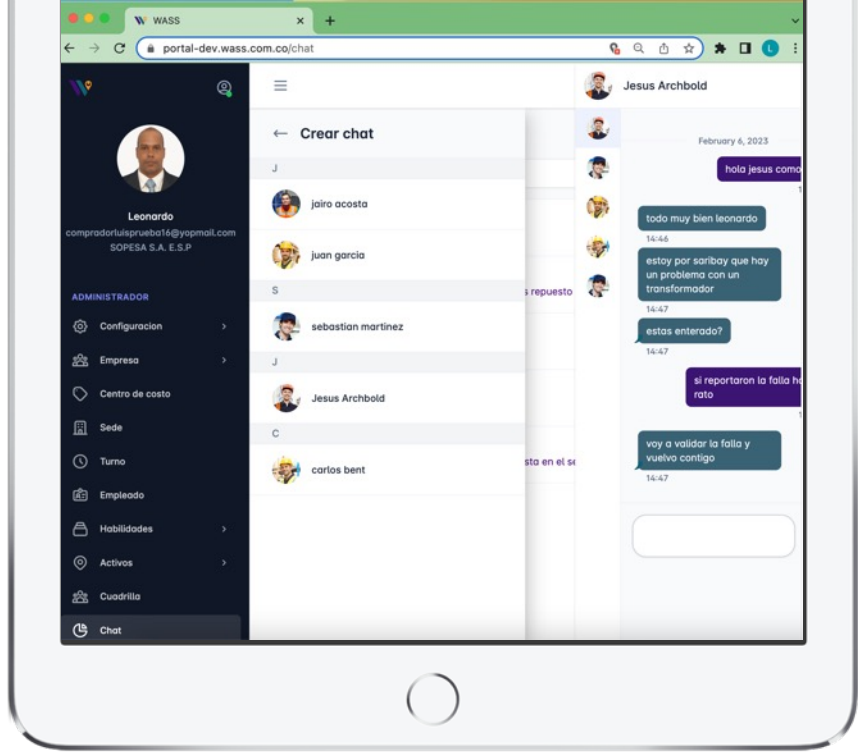 WASS
portal-dev.wass.com.co/chat
L
Leonardo
compradorluisprueba16@yopmail.com
SOPESA S.A. E.S.P
ADMINISTRADOR
Configuracion
Empresa
Centro de costo
Sede
Turno
Empleado
Habilidades
Activos
Cuadrilla
Chat
Crear chat
J
jairo acosta
juan garcia
S
sebastian martinez
J
Jesus Archbold
C
carlos bent
repuesto
en el
Jesus Archbold
February 6, 2023
hola jesus como
todo muy bien leonardo
14:46
estoy por saribay que hay
un problema con un
transformador
14:47
estas enterado?
14:47
si reportaron la falla
rato
voy a validar la falla y
vuelvo contigo
14:47